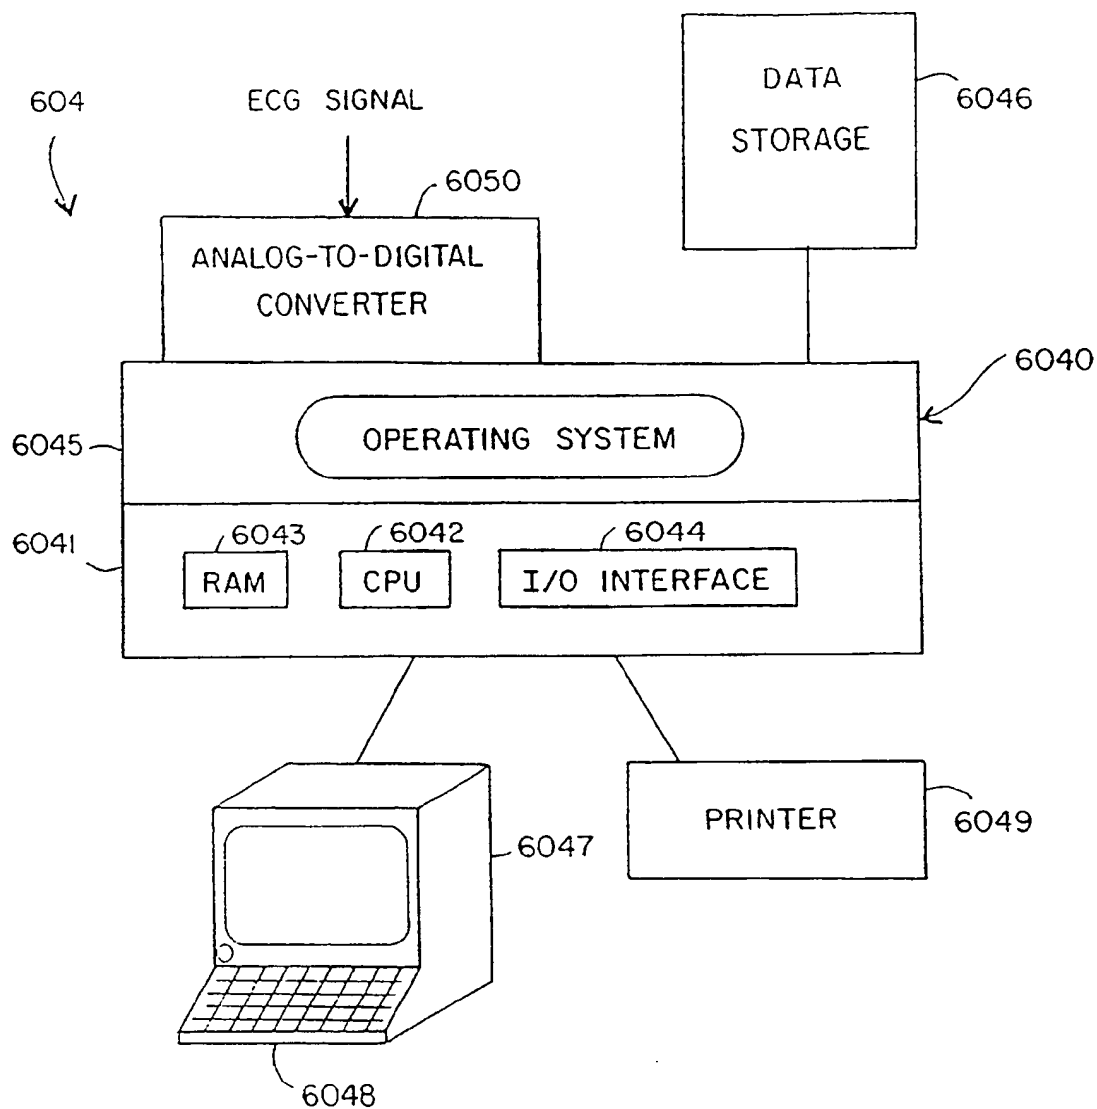 DATA
STORAGE
6046
604
ECG SIGNAL
6050
ANALOG-TO-DIGITAL
CONVERTER
6040
6045
OPERATING SYSTEM
6041
6043
6042
6044
RAM
CPU
I/O INTERFACE
6047
PRINTER
6049
6048